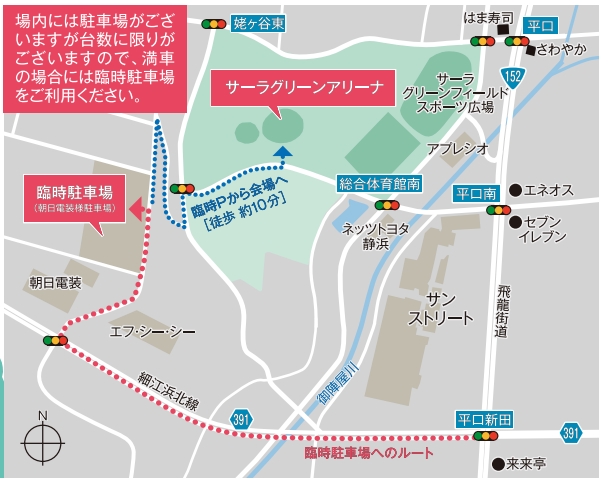 場内には駐車場がござ
いますが台数に限りが
ございますので、満車
の場合には臨時駐車場
をご利用ください。
姥ヶ谷東
はま寿司
平口
さわやか
サーラグリーンアリーナ
サーラ
グリーンフィールド
スポーツ広場
152
アプレシオ
臨時駐車場
(朝日電装様駐車場)
臨時Pから会場へ
[徒歩 約10分]
総合体育館南
平口南
エネオス
セブン
イレブン
ネッツトヨタ
静浜
朝日電装
エフ・シー・シー
サン
ストリート
飛龍街道
御陣屋川
細江浜北線
391
平口新田
391
臨時駐車場へのルート
来来亭
N